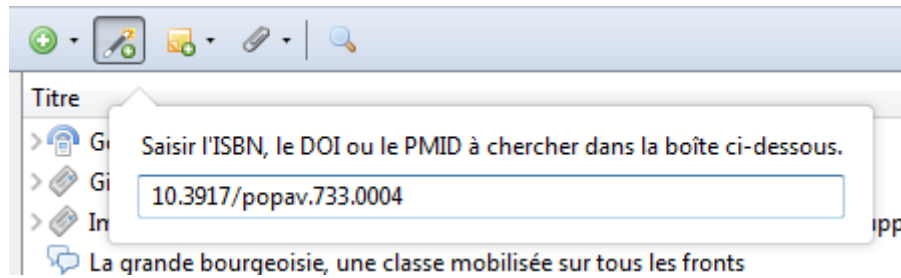 Titre
Saisir l'ISBN, le DOI ou le PMID à chercher dans la boîte ci-dessous.
10.3917/popav.733.0004
La grande bourgeoisie, une classe mobilisée sur tous les fronts